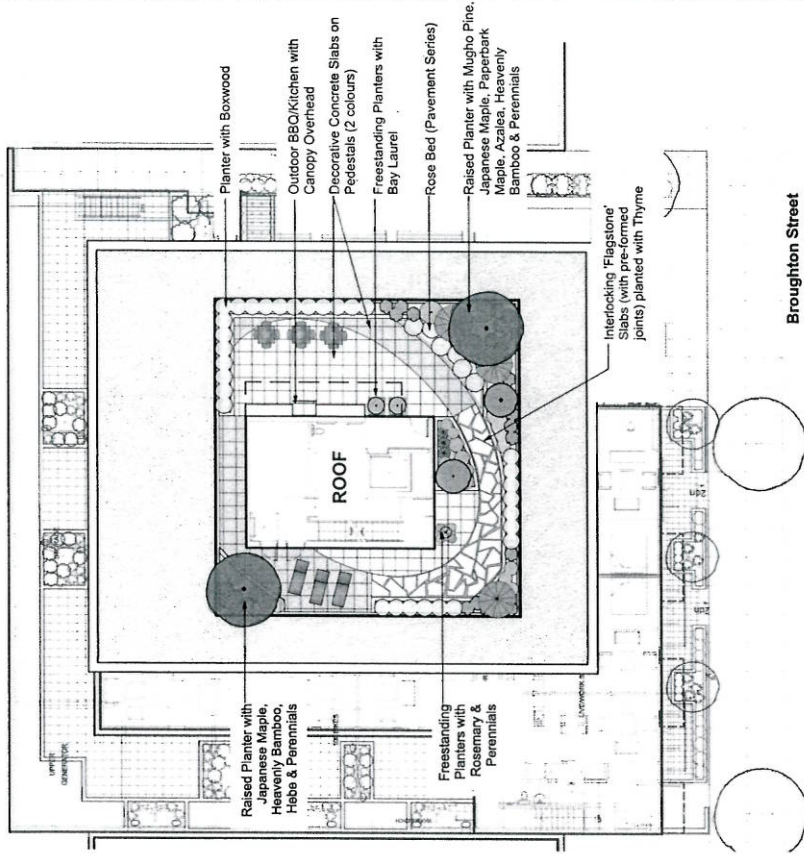 Planter with Boxwood
Outdoor BBQ/Kitchen with
Canopy Overhead
Decorative Concrete Slabs on
Pedestals (2 colours)
Freestanding Planters with
Bay Laurel
Rose Bed (Pavement Series)
Raised Planter with Mugho Pine,
Japanese Maple, Paperbark
Maple, Azalea, Heavenly
Bamboo & Perennials
Interlocking 'Flagstone'
Slabs (with pre-formed
joints) planted with Thyme
ROOF
Raised Planter with
Japanese Maple,
Heavenly Bamboo,
Hebe & Perennials
Freestanding
Planters with
Rosemary &
Perennials
UPPER
GENERATOR
Broughton Street